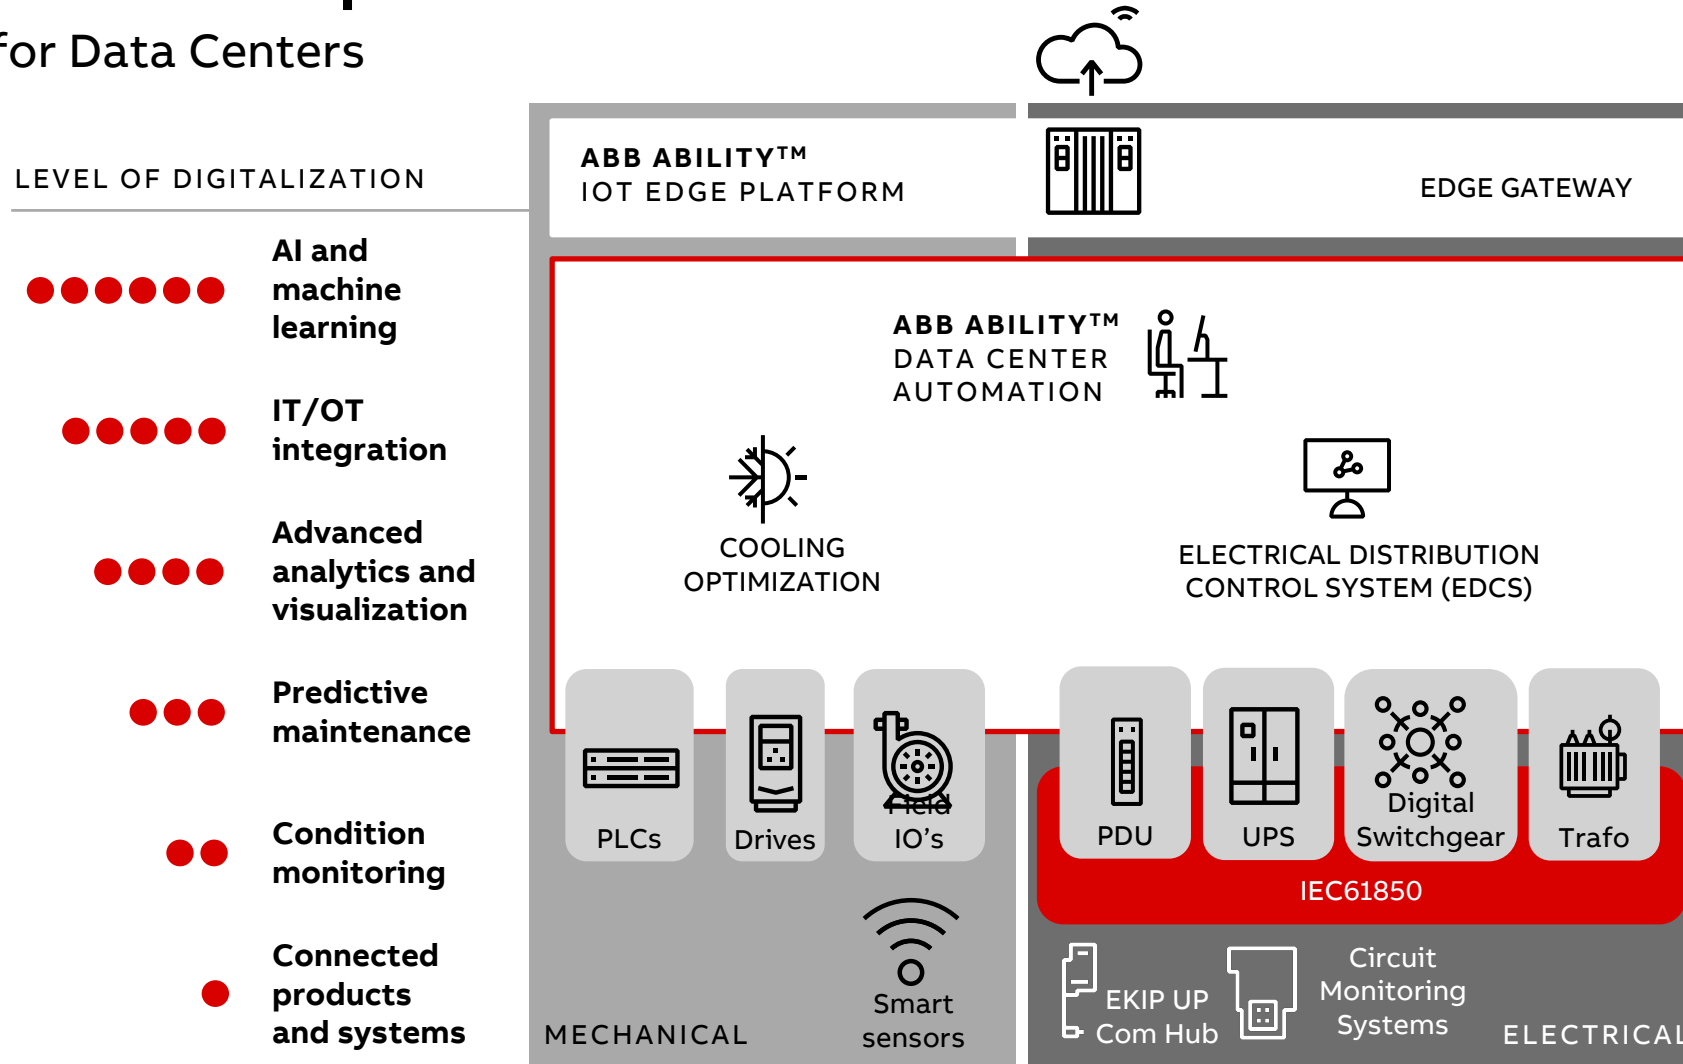 for Data Centers
LEVEL OF DIGITALIZATION
AI and
machine
learning
IT/OT
integration
Advanced
analytics and
visualization
Predictive
maintenance
Condition
monitoring
Connected
products
and systems
ABB ABILITY™
IOT EDGE PLATFORM
EDGE GATEWAY
ABB ABILITY™
DATA CENTER
AUTOMATION
COOLING
OPTIMIZATION
ELECTRICAL DISTRIBUTION
CONTROL SYSTEM (EDCS)
PLCs
Drives
Field
IO's
PDU
UPS
Digital
Switchgear
Trafo
IEC61850
Smart
sensors
MECHANICAL
EKIP UP
Com Hub
Circuit
Monitoring
Systems
ELECTRICAL